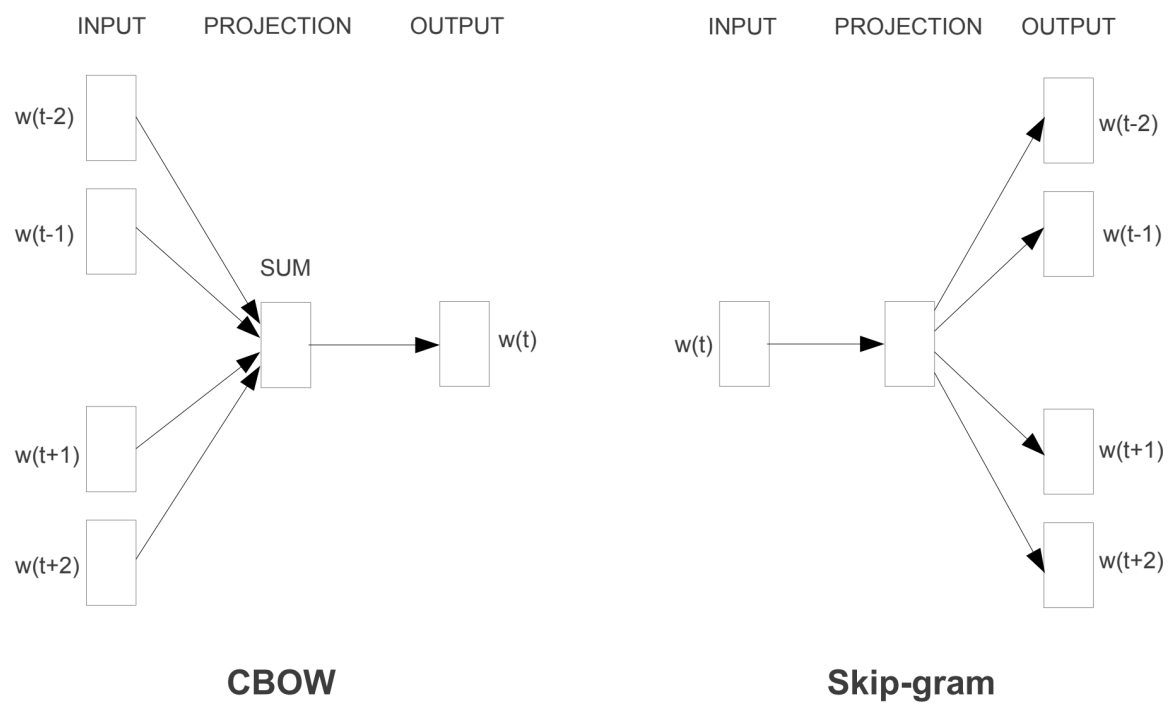 INPUT PROJECTION OUTPUT
w(t-2)
w(t-1)
SUM
w(t)
w(t+1)
w(t+2)
CBOW
INPUT PROJECTION OUTPUT
w(t-2)
w(t-1)
w(t)
w(t+1)
w(t+2)
Skip-gram